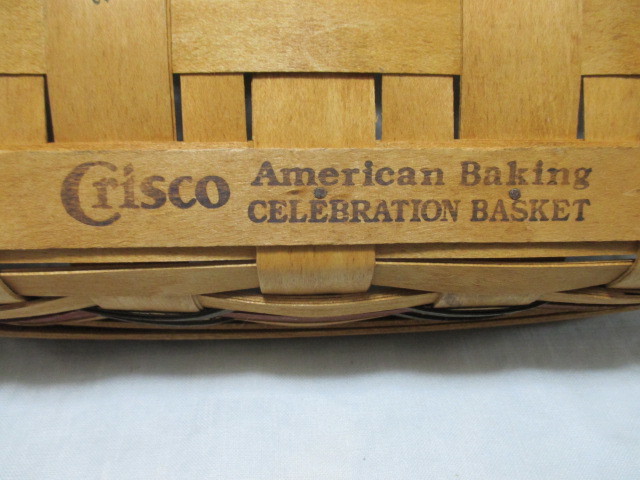 Crisco American Baking
CELEBRATION BASKET